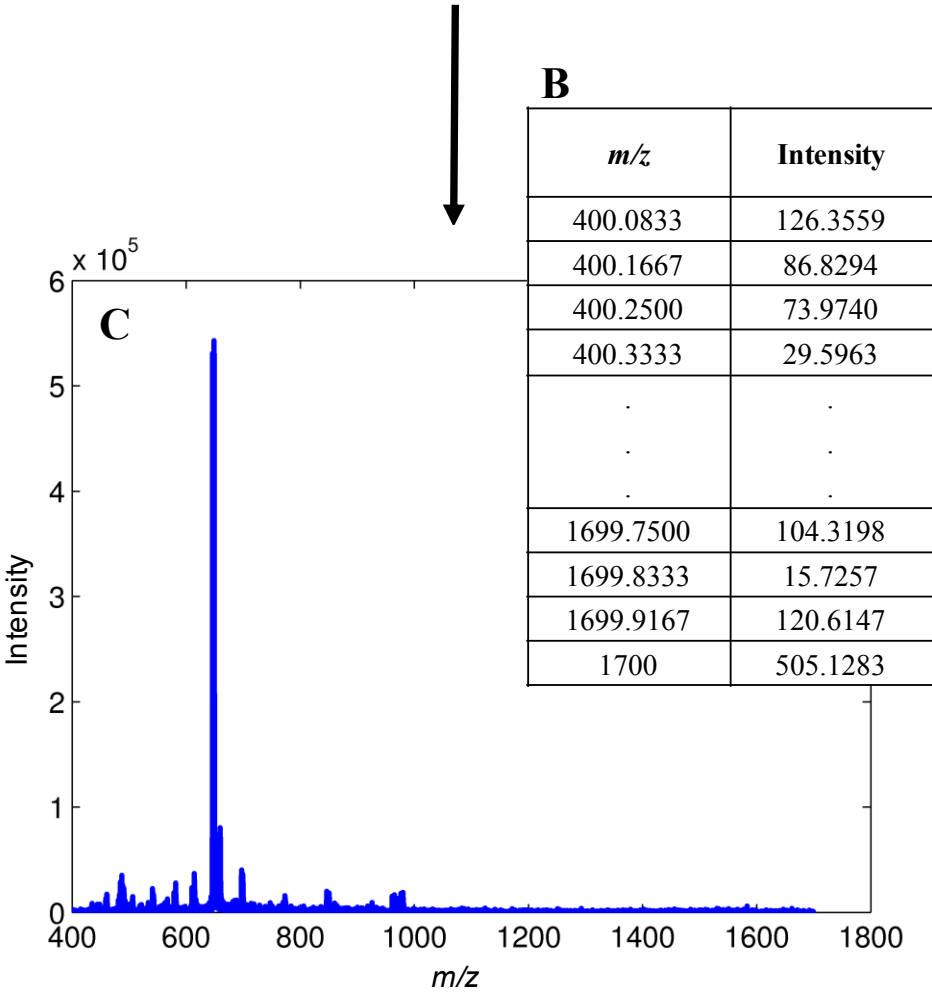 B
m/z Intensity
400.0833 126.3559
400.1667 86.8294
400.2500 73.9740
400.3333 29.5963
. .
. .
. .
1699.7500 104.3198
1699.8333 15.7257
1699.9167 120.6147
1700 505.1283
x 10^5
C
6
5
4
3
2
1
0
Intensity
400 600 800 1000 1200 1400 1600 1800
m/z